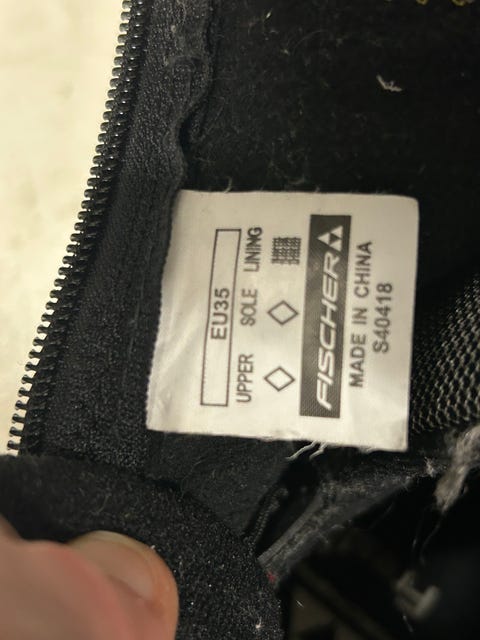 EU35
UPPER SOLE LINING
FISCHER
MADE IN CHINA
S40418